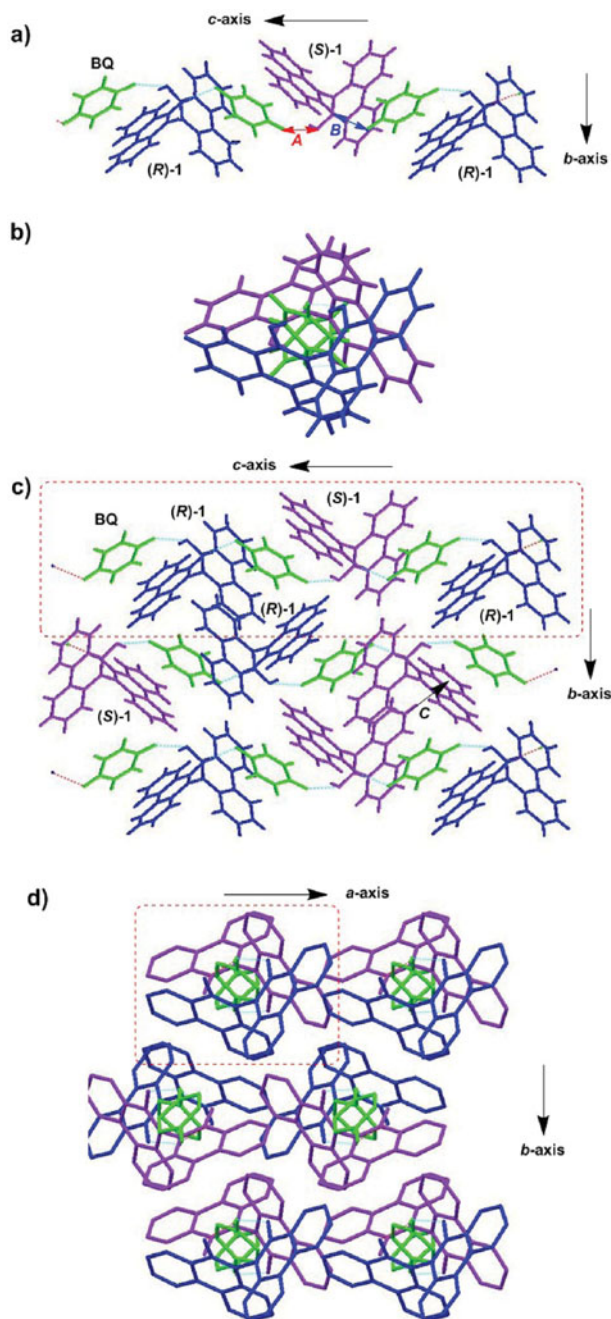 a)
c-axis
(S)-1
BQ
B
A
(R)-1
(R)-1
b-axis
b)
c-axis
c)
(S)-1
BQ
(R)-1
(R)-1
(R)-1
b-axis
(S)-1
C
d)
a-axis
b-axis